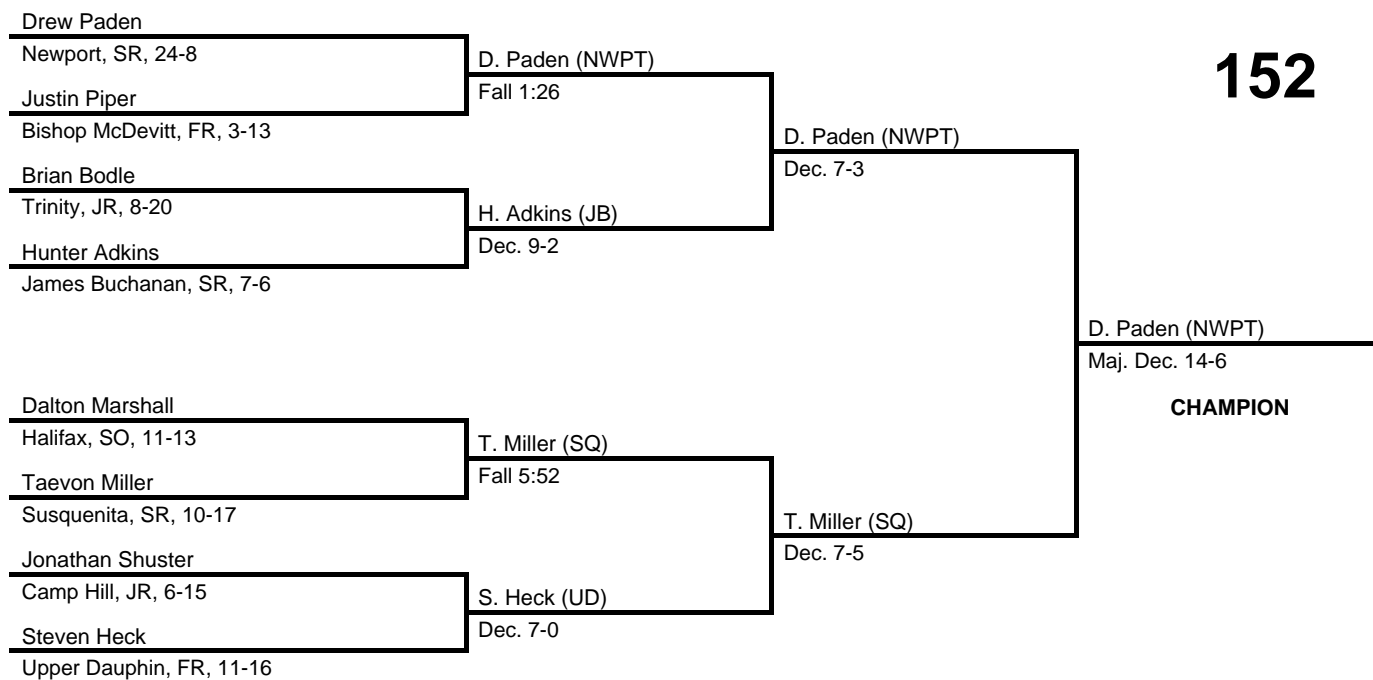 Drew Paden
Newport, SR, 24-8
D. Paden (NWPT)
152
Justin Piper
Fall 1:26
Bishop McDevitt, FR, 3-13
D. Paden (NWPT)
Brian Bodle
Dec. 7-3
Trinity, JR, 8-20
H. Adkins (JB)
Hunter Adkins
Dec. 9-2
James Buchanan, SR, 7-6
D. Paden (NWPT)
Maj. Dec. 14-6
Dalton Marshall
CHAMPION
Halifax, SO, 11-13
T. Miller (SQ)
Taevon Miller
Fall 5:52
Susquenita, SR, 10-17
T. Miller (SQ)
Jonathan Shuster
Dec. 7-5
Camp Hill, JR, 6-15
S. Heck (UD)
Steven Heck
Dec. 7-0
Upper Dauphin, FR, 11-16